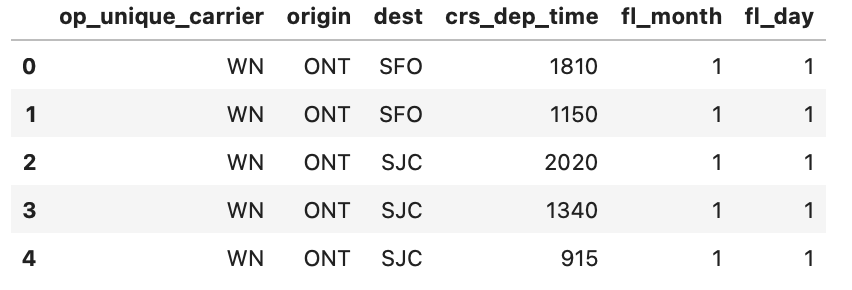 op_unique_carrier origin dest crs_dep_time fl_month fl_day
0 WN ONT SFO 1810 1 1
1 WN ONT SFO 1150 1 1
2 WN ONT SJC 2020 1 1
3 WN ONT SJC 1340 1 1
4 WN ONT SJC 915 1 1